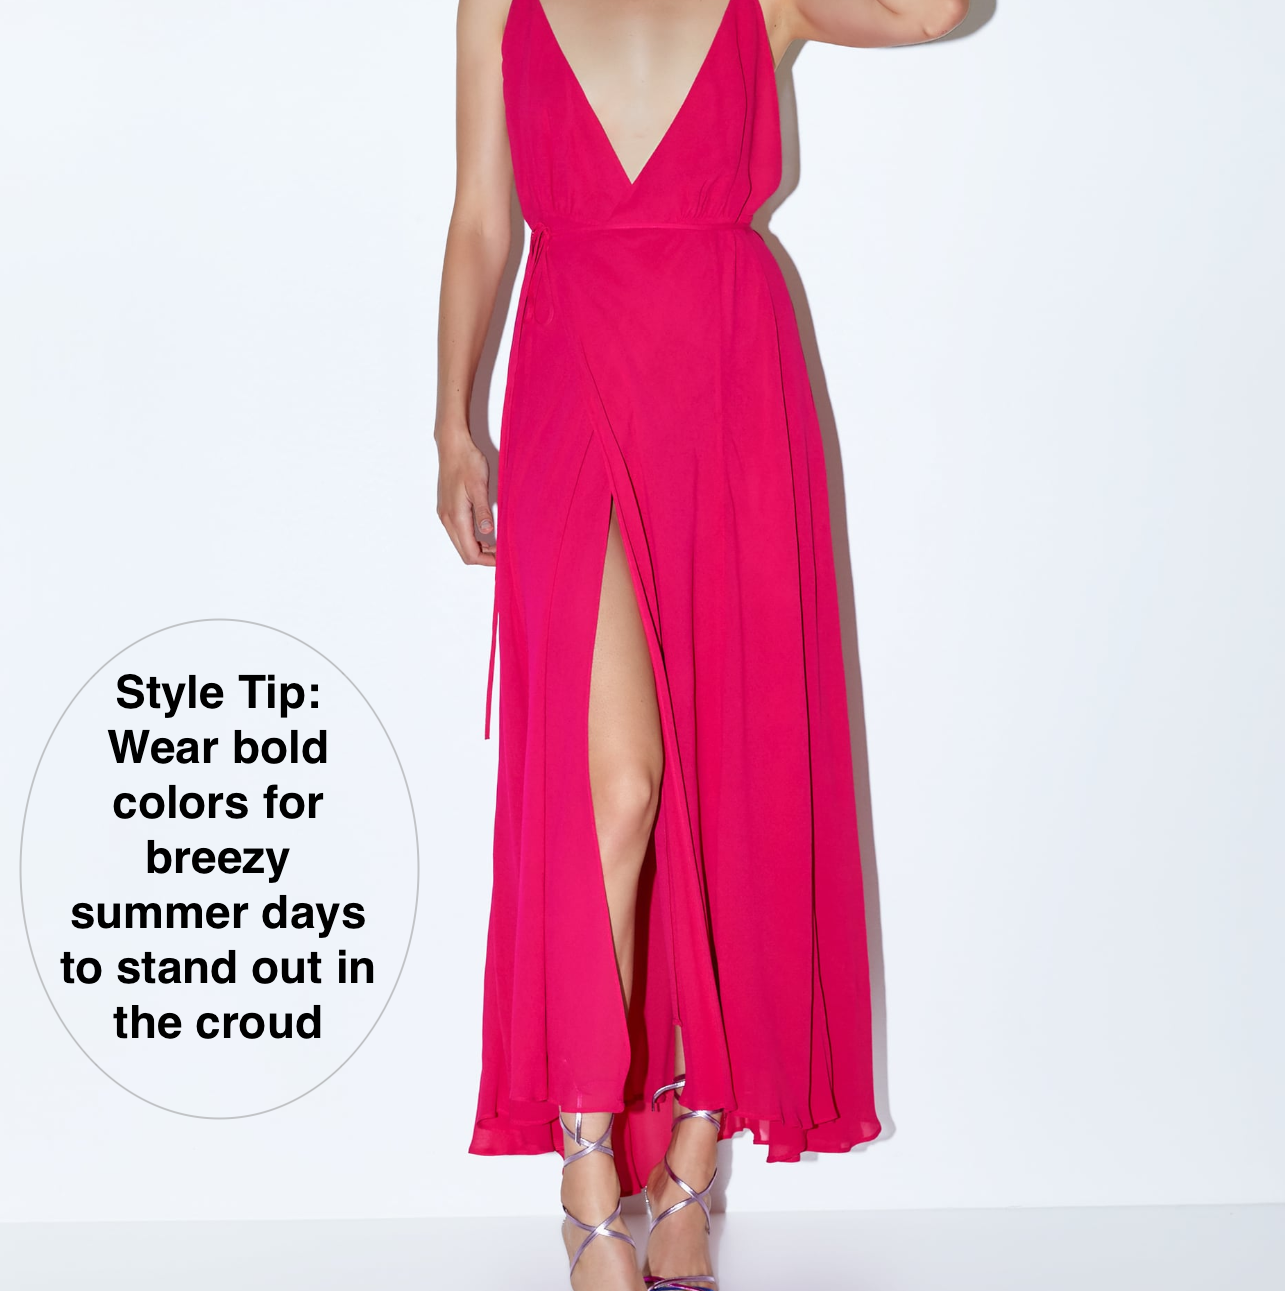 Style Tip:
Wear bold
colors for
breezy
summer days
to stand out in
the croud